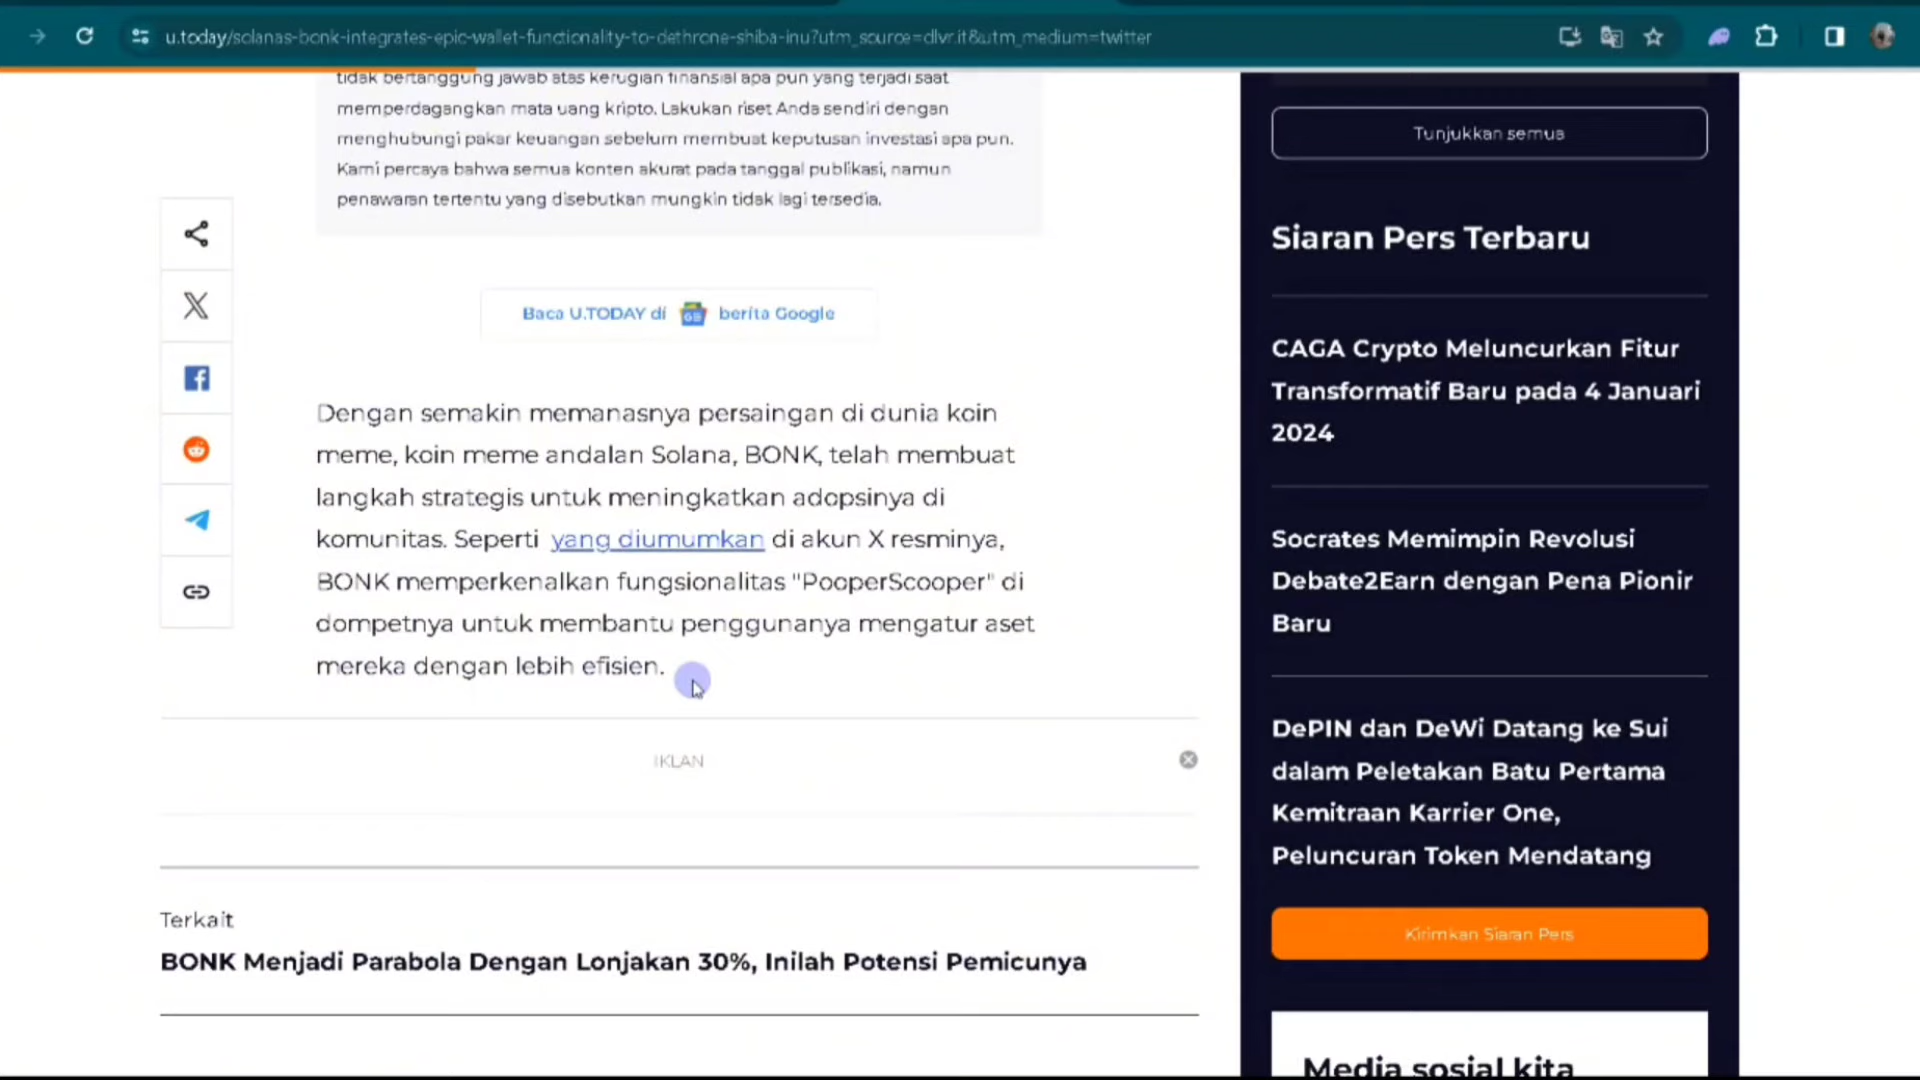 u.today/solanas-bonk-integrates-epic-wallet-functionality-to-dethrone-shiba-inu?utm_source=dlvr.it&utm_medium=twitter
tidak bertanggung jawab atas kerugian finansial apa pun yang terjadi saat
memperdagangkan mata uang kripto. Lakukan riset Anda sendiri dengan
menghubungi pakar keuangan sebelum membuat keputusan investasi apa pun.
Kami percaya bahwa semua konten akurat pada tanggal publikasi, namun
penawaran tertentu yang disebutkan mungkin tidak lagi tersedia.
Baca U.TODAY di berita Google
Dengan semakin memanasnya persaingan di dunia koin
meme, koin meme andalan Solana, BONK, telah membuat
langkah strategis untuk meningkatkan adopsinya di
komunitas. Seperti yang diumumkan di akun X resminya,
BONK memperkenalkan fungsionalitas "PooperScooper" di
dompetnya untuk membantu penggunanya mengatur aset
mereka dengan lebih efisien.
IKLAN
Terkait
BONK Menjadi Parabola Dengan Lonjakan 30%, Inilah Potensi Pemicunya
Tunjukkan semua
Siaran Pers Terbaru
CAGA Crypto Meluncurkan Fitur
Transformatif Baru pada 4 Januari
2024
Socrates Memimpin Revolusi
Debate2Earn dengan Pena Pionir
Baru
DePIN dan DeWi Datang ke Sui
dalam Peletakan Batu Pertama
Kemitraan Karrier One,
Peluncuran Token Mendatang
Kirimkan Siaran Pers
Media sosial kita